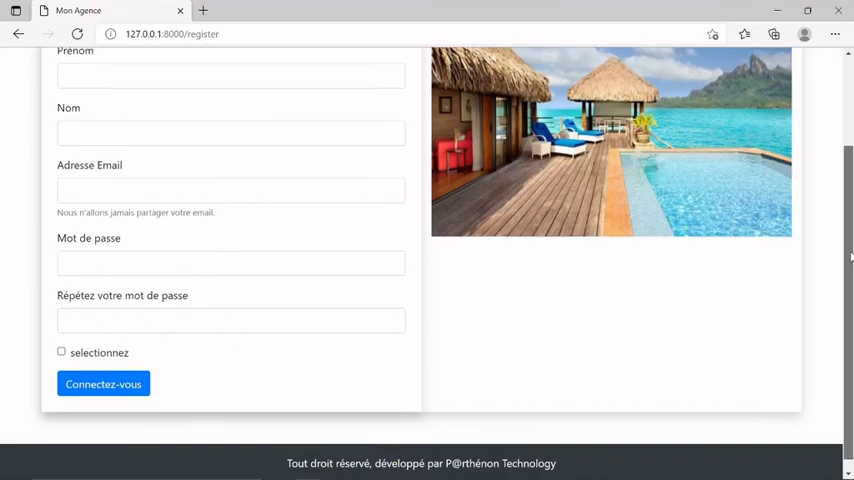 Mon Agence
127.0.0.1:8000/register
Prénom
Nom
Adresse Email
Nous n'allons jamais partager votre email.
Mot de passe
Répétez votre mot de passe
selectionnez
Connectez-vous
Tout droit réservé, développé par P@rthénon Technology